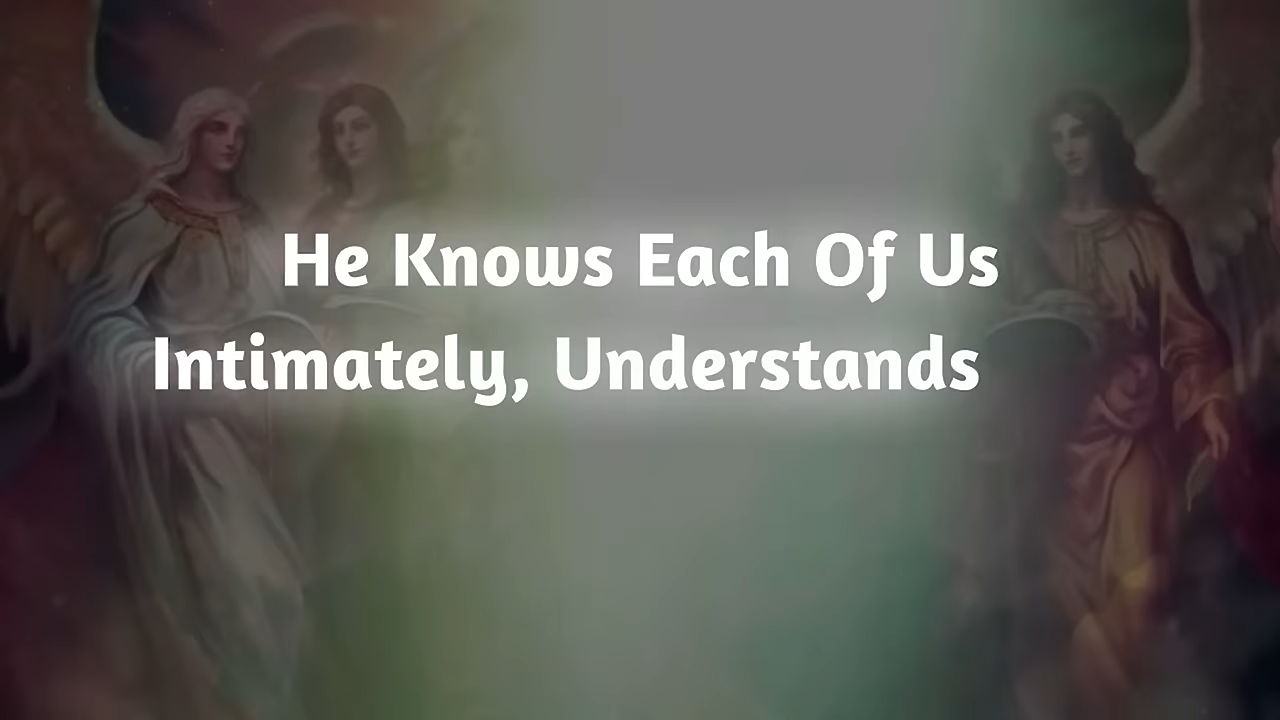 He Knows Each Of Us
Intimately, Understands